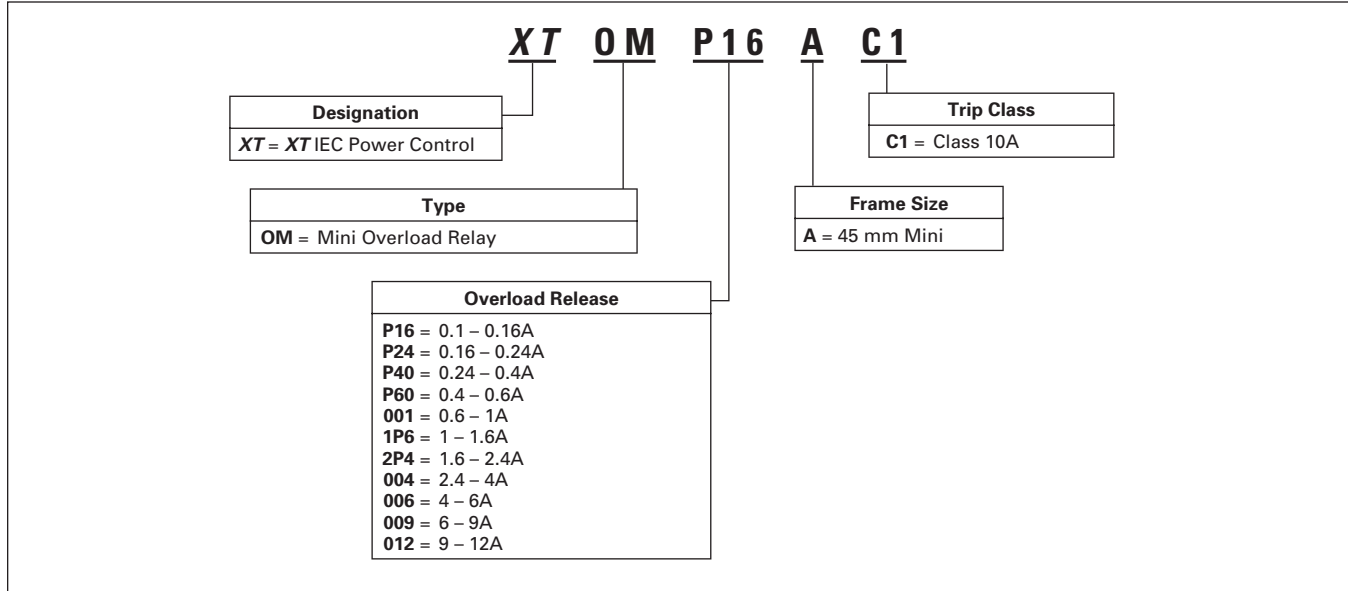 XT OM P16 A C1
Designation
XT = XT IEC Power Control
Trip Class
C1 = Class 10A
Type
OM = Mini Overload Relay
Frame Size
A = 45 mm Mini
Overload Release
P16 = 0.1 – 0.16A
P24 = 0.16 – 0.24A
P40 = 0.24 – 0.4A
P60 = 0.4 – 0.6A
001 = 0.6 – 1A
1P6 = 1 – 1.6A
2P4 = 1.6 – 2.4A
004 = 2.4 – 4A
006 = 4 – 6A
009 = 6 – 9A
012 = 9 – 12A